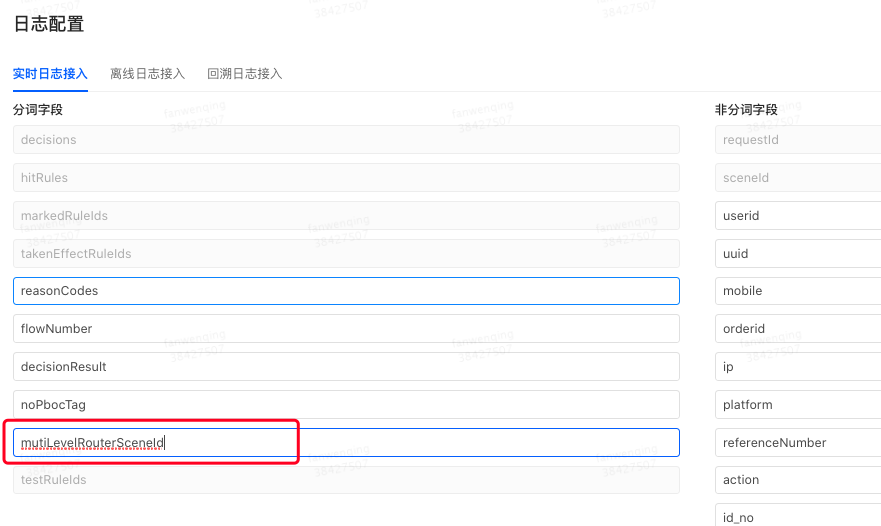 日志配置
实时日志接入 离线日志接入 回溯日志接入
分词字段
decisions
hitRules
markedRuleIds
takenEffectRuleIds
reasonCodes
flowNumber
decisionResult
noPbocTag
mutiLevelRouterSceneId
testRuleIds
非分词字段
requestId
sceneId
userid
uuid
mobile
orderid
ip
platform
referenceNumber
action
id_no
fanwenqing
38427507